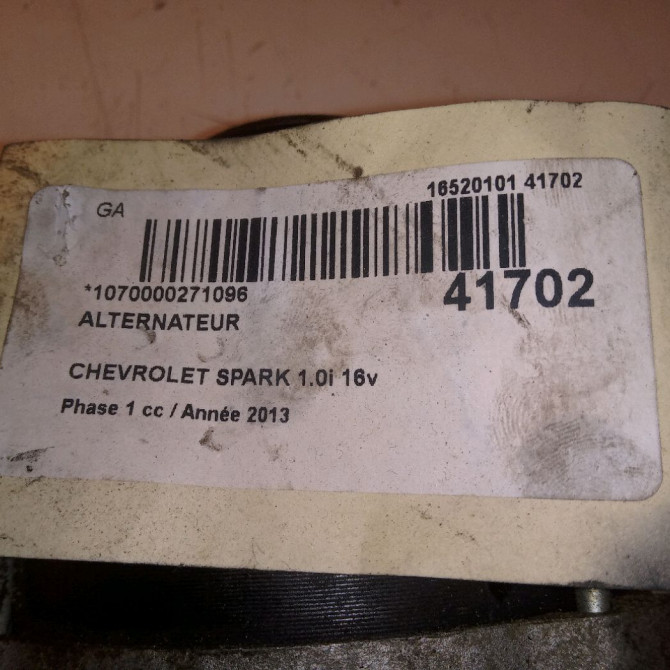 GA
16520101 41702
*1070000271096
41702
ALTERNATEUR
CHEVROLET SPARK 1.0i 16v
Phase 1 cc / Année 2013